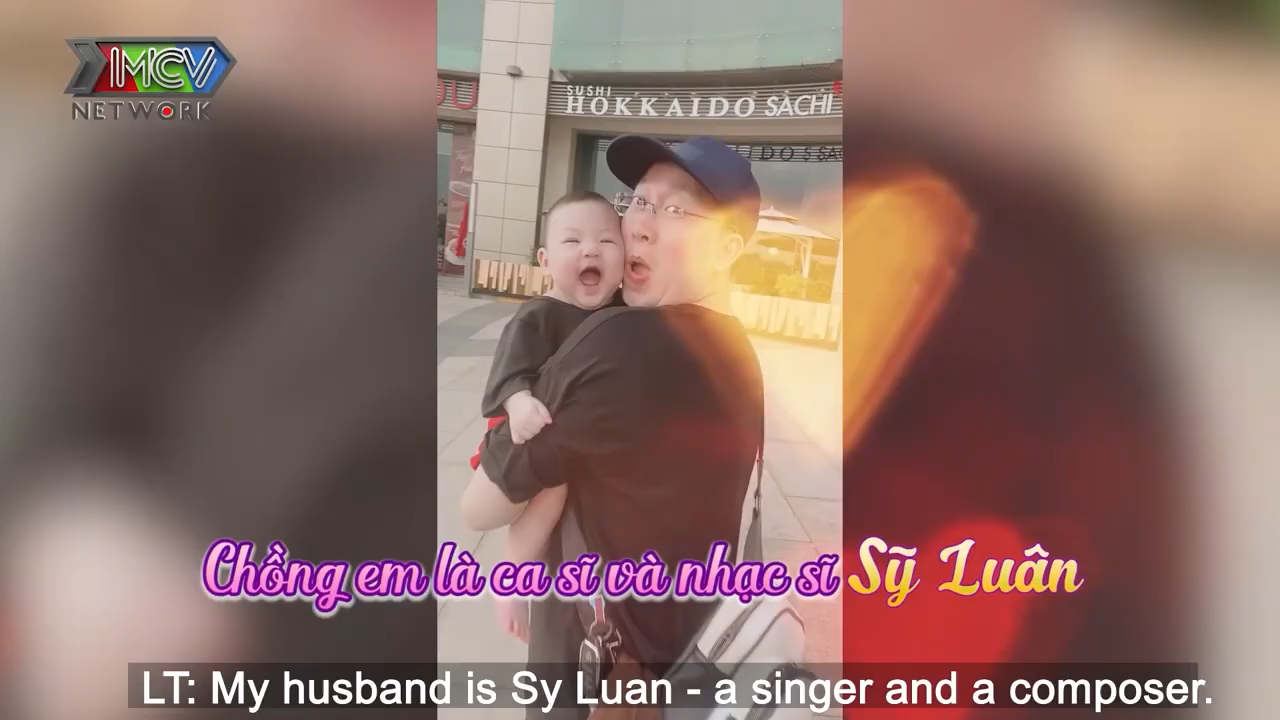 MCV
NETWORK
SUSHI
HOKKAIDO SACHI
Chồng em là ca sĩ và nhạc sĩ Sỹ Luân
LT: My husband is Sy Luan - a singer and a composer.